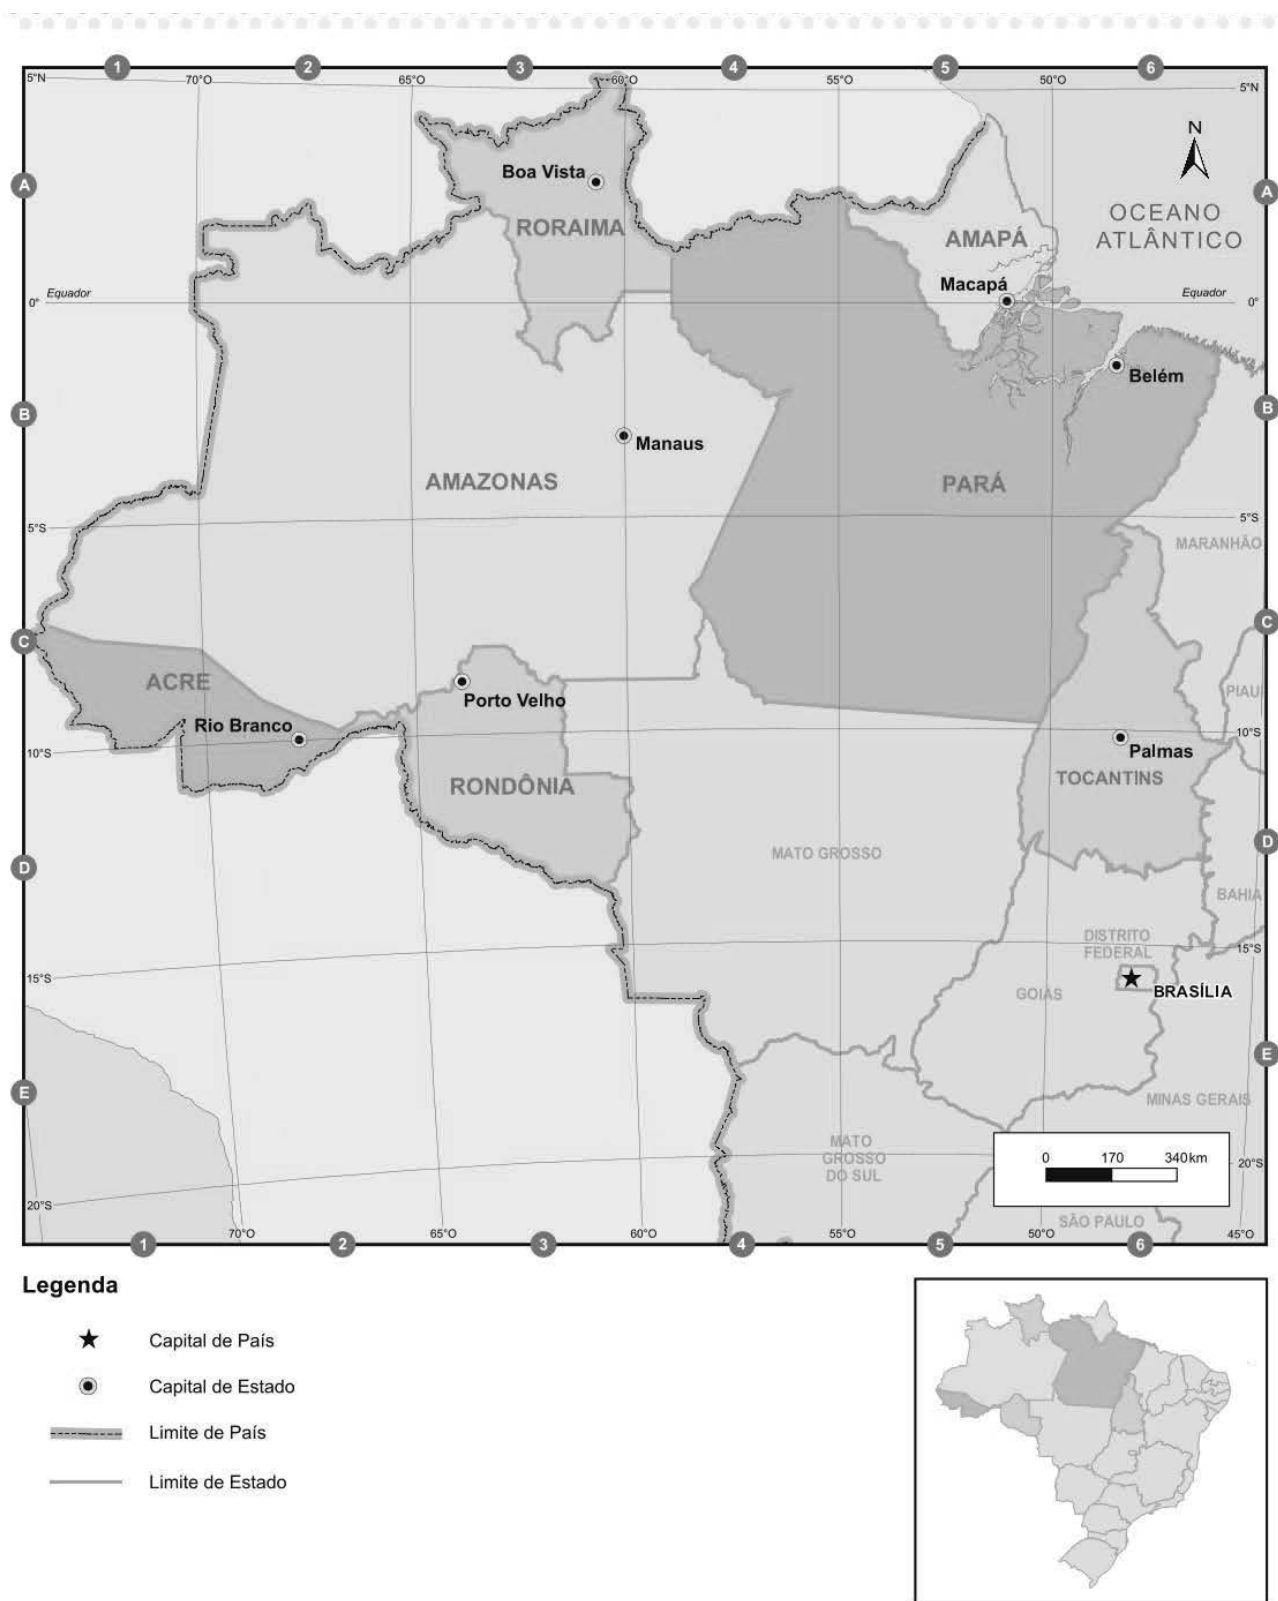 1
2
3
4
5
6
5°N
70°O
65°O
60°O
55°O
50°O
5°N
N
Boa Vista
A
A
RORAIMA
OCEANO
ATLÂNTICO
AMAPÁ
Macapá
Equador
Equador
0°
0°
Belém
B
B
Manaus
AMAZONAS
PARÁ
5°S
5°S
MARANHÃO
C
C
ACRE
PIAUÍ
Porto Velho
Rio Branco
10°S
10°S
Palmas
TOCANTINS
RONDÔNIA
MATO GROSSO
D
D
BAHIA
DISTRITO
FEDERAL
15°S
15°S
GOIÁS
BRASÍLIA
E
E
MINAS GERAIS
MATO
GROSSO
DO SUL
0 170 340 km
20°S
20°S
SÃO PAULO
70°O
65°O
60°O
55°O
50°O
45°O
1
2
3
4
5
6
Legenda
Capital de País
Capital de Estado
Limite de País
Limite de Estado